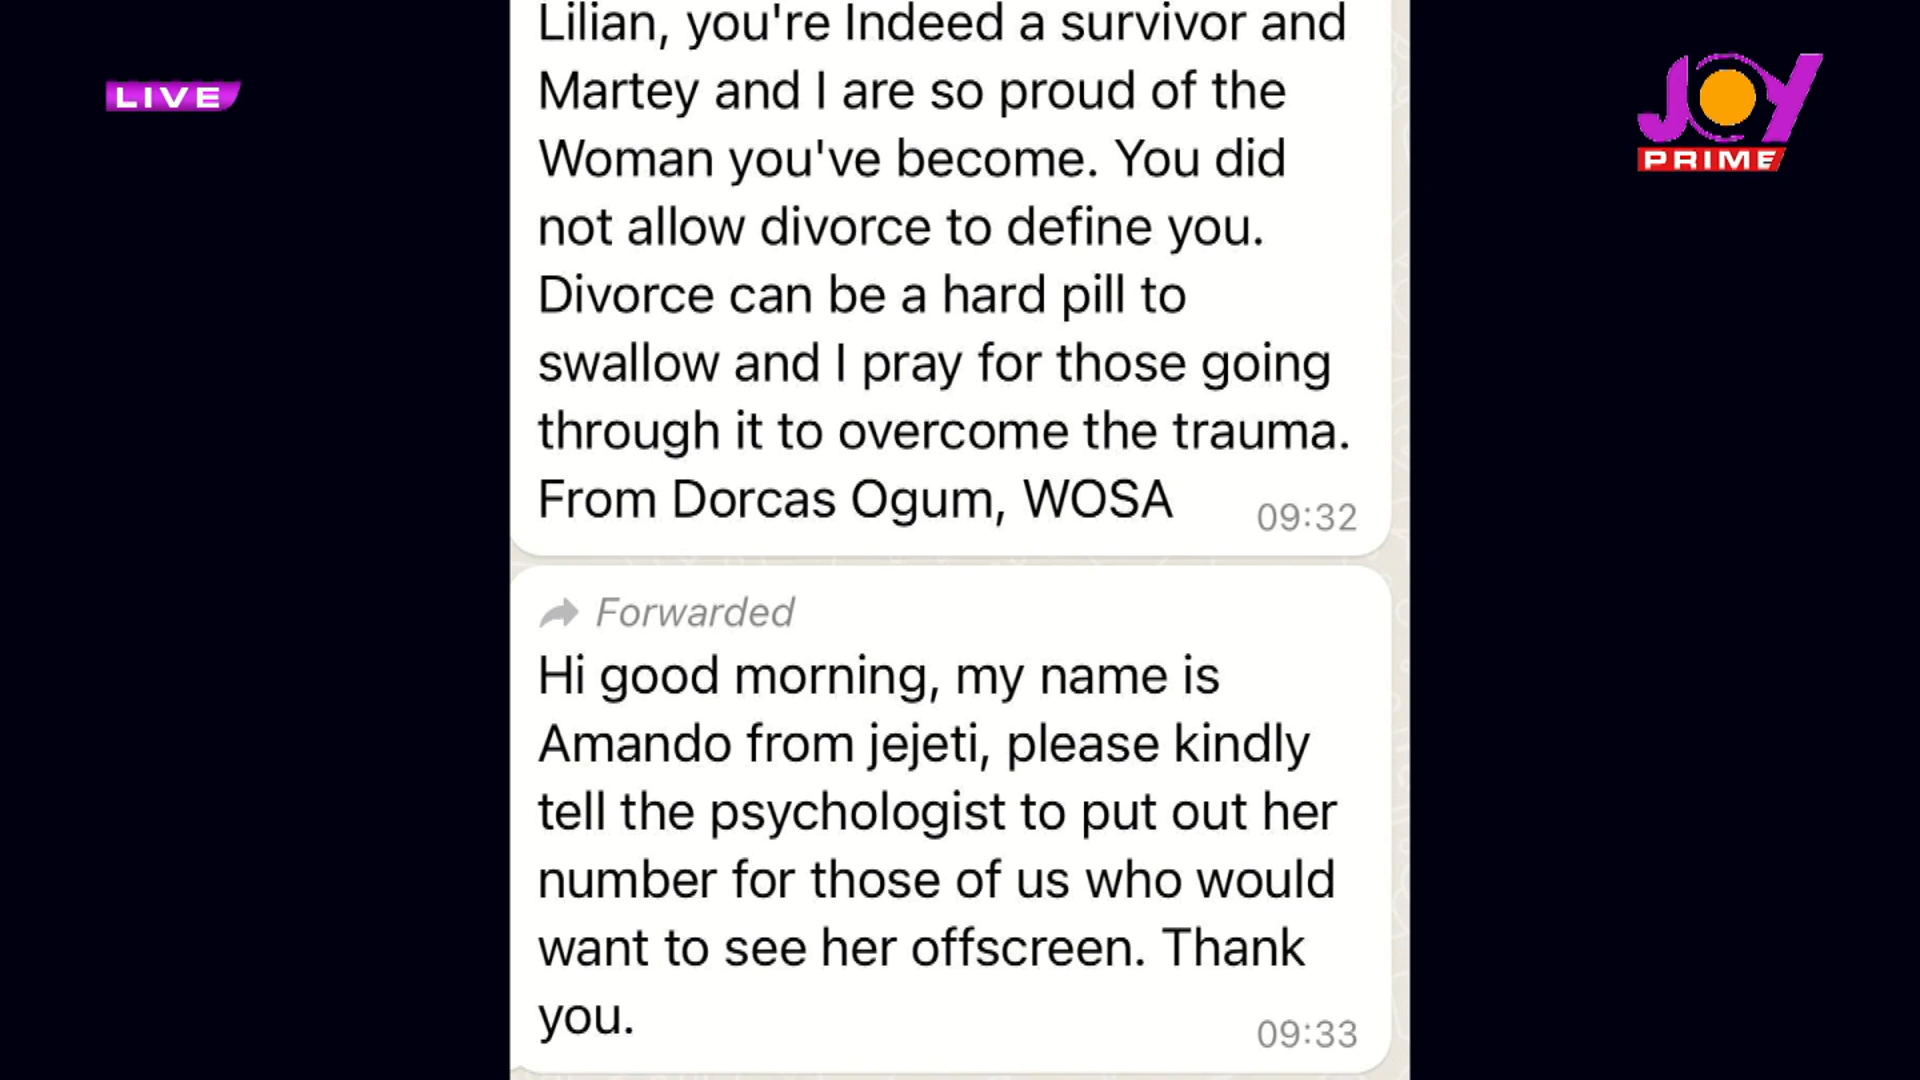 LIVE
JOY
PRIME
Lilian, you're Indeed a survivor and
Martey and I are so proud of the
Woman you've become. You did
not allow divorce to define you.
Divorce can be a hard pill to
swallow and I pray for those going
through it to overcome the trauma.
From Dorcas Ogum, WOSA
09:32
Forwarded
Hi good morning, my name is
Amando from jejeti, please kindly
tell the psychologist to put out her
number for those of us who would
want to see her offscreen. Thank
you.
09:33